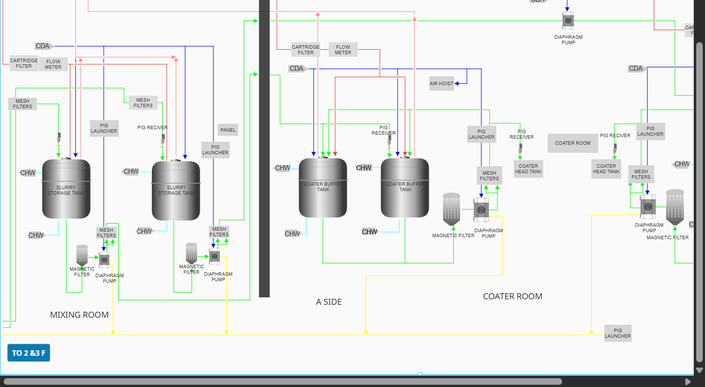 DIAPHRAGM
PUMP
CDA
CARTRIDGE
FILTER
FLOW
METER
CARTRIDGE
FILTER
FLOW
METER
CDA
CDA
AIR HOIST
MESH
FILTERS
MESH
FILTERS
PIG
LAUNCHER
PIG RECIVER
PANEL
PIG
LAUNCHER
PIG
RECEIVER
PIG
LAUNCHER
PIG
RECEIVER
COATER ROOM
PIG RECIVER
PIG
LAUNCHER
CHW
SLURRY
STORAGE TANK
CHW
SLURRY
STORAGE TANK
CHW
COATER BUFFER
TANK
CHW
COATER BUFFER
TANK
MESH
FILTERS
COATER
HEAD TANK
COATER
HEAD TANK
MESH
FILTERS
CHW
CHW
MESH
FILTERS
CHW
MESH
FILTERS
CHW
CHW
MAGNETIC FILTER
DIAPHRAGM
PUMP
DIAPHRAGM
PUMP
MAGNETIC FILTER
MAGNETIC
FILTER
DIAPHRAGM
PUMP
MAGNETIC
FILTER
DIAPHRAGM
PUMP
MIXING ROOM
A SIDE
COATER ROOM
PIG
LAUNCHER
TO 2 &3 F